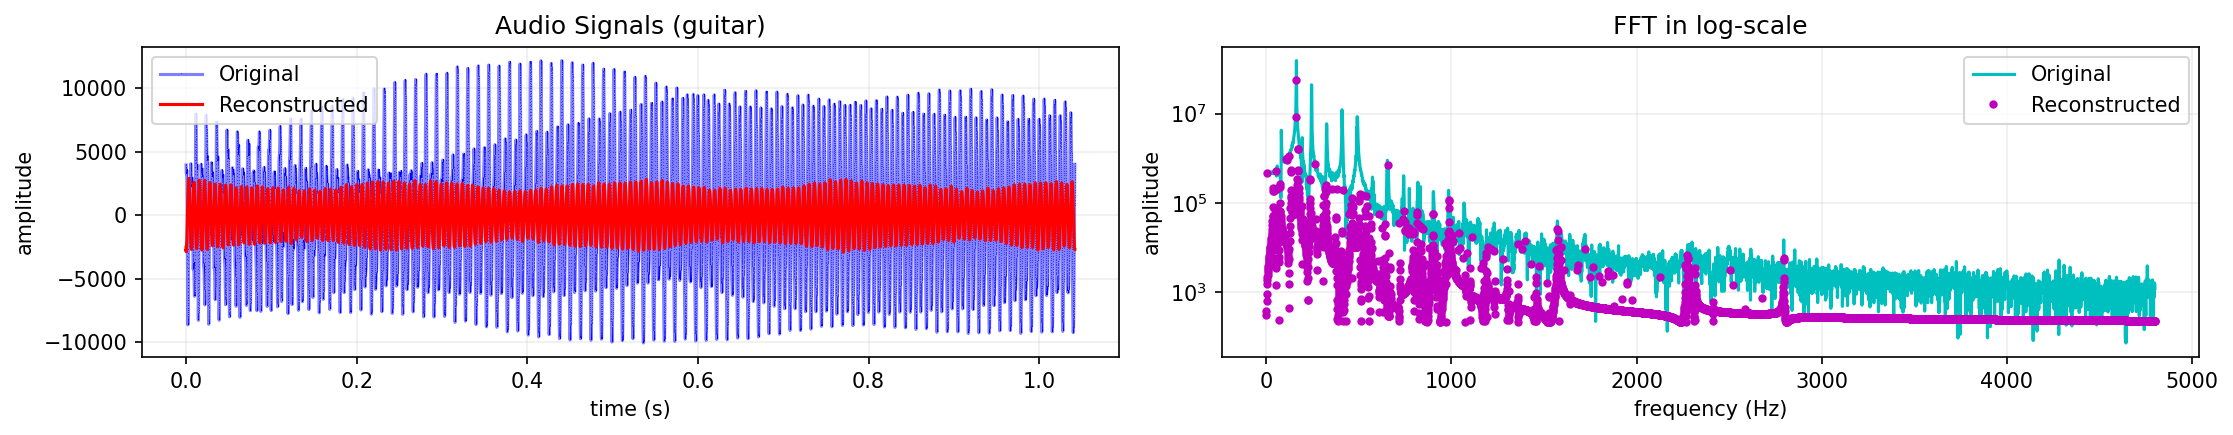 Audio Signals (guitar)
Original
Reconstructed
10000
5000
0
−5000
−10000
amplitude
0.0 0.2 0.4 0.6 0.8 1.0
time (s)
FFT in log-scale
Original
Reconstructed
10^7
10^5
10^3
amplitude
0 1000 2000 3000 4000 5000
frequency (Hz)